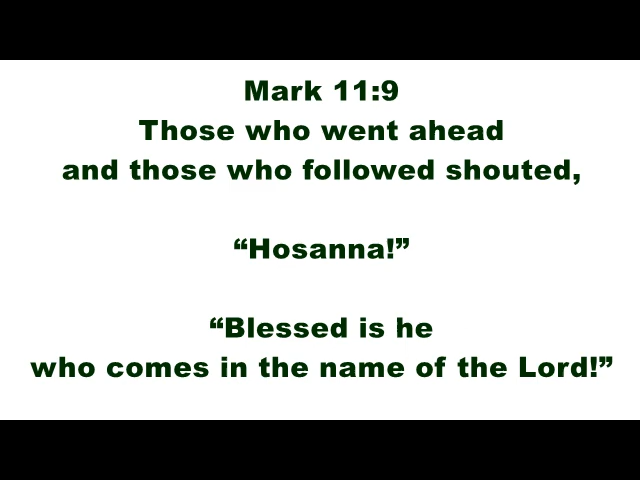 Mark 11:9
Those who went ahead
and those who followed shouted,
“Hosanna!”
“Blessed is he
who comes in the name of the Lord!”